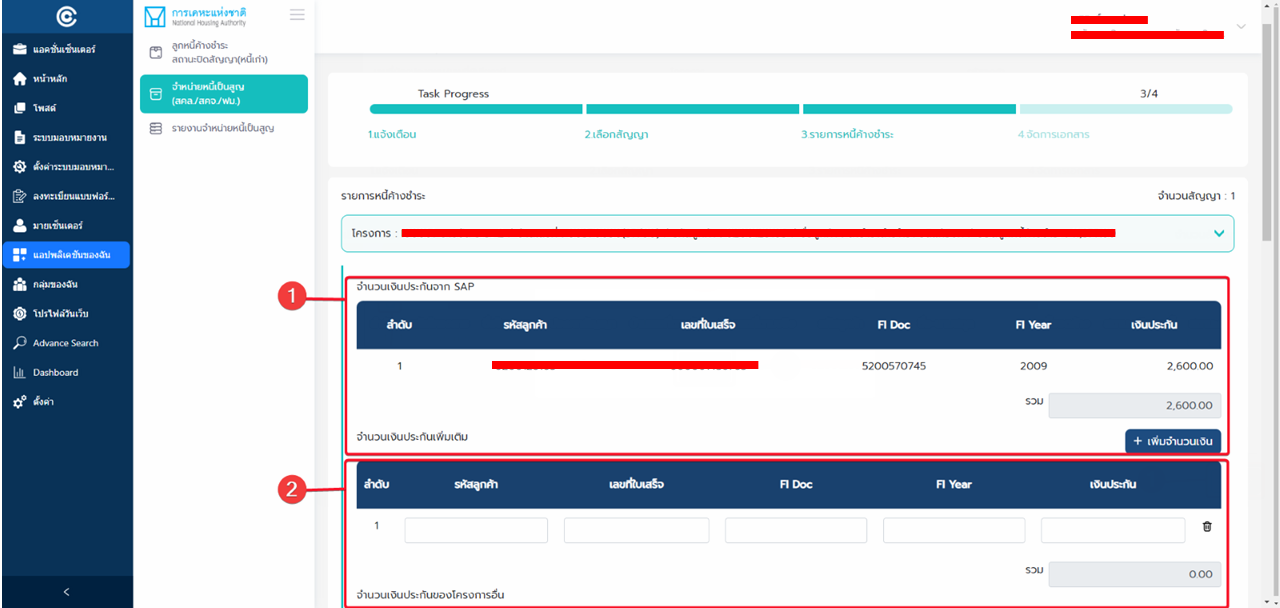 การเคหะแห่งชาติ
National Housing Authority
แอคชั่นเซ็นเตอร์
หน้าหลัก
โพสต์
ระบบมอบหมายงาน
ตั้งค่าระบบมอบหมา...
ลงทะเบียนแบบฟอร์...
มายเซ็นเตอร์
แอปพลิเคชันของฉัน
กลุ่มของฉัน
โปรไฟล์วันเว็บ
Advance Search
Dashboard
ตั้งค่า
ลูกหนี้ค้างชำระ
สถานะปิดสัญญา(หนี้เก่า)
จำหน่ายหนี้เป็นสูญ
(สคล./สคจ./ฟม.)
รายงานจำหน่ายหนี้เป็นสูญ
Task Progress 3/4
1.แจ้งเตือน 2.เลือกสัญญา 3.รายการหนี้ค้างชำระ 4.จัดการเอกสาร
รายการหนี้ค้างชำระ จำนวนสัญญา : 1
โครงการ :
1
จำนวนเงินประกันจาก SAP
ลำดับ รหัสลูกค้า เลขที่ใบเสร็จ FI Doc FI Year เงินประกัน
1 5200570745 2009 2,600.00
รวม 2,600.00
จำนวนเงินประกันเพิ่มเติม + เพิ่มจำนวนเงิน
2
ลำดับ รหัสลูกค้า เลขที่ใบเสร็จ FI Doc FI Year เงินประกัน
1
รวม 0.00
จำนวนเงินประกันของโครงการอื่น